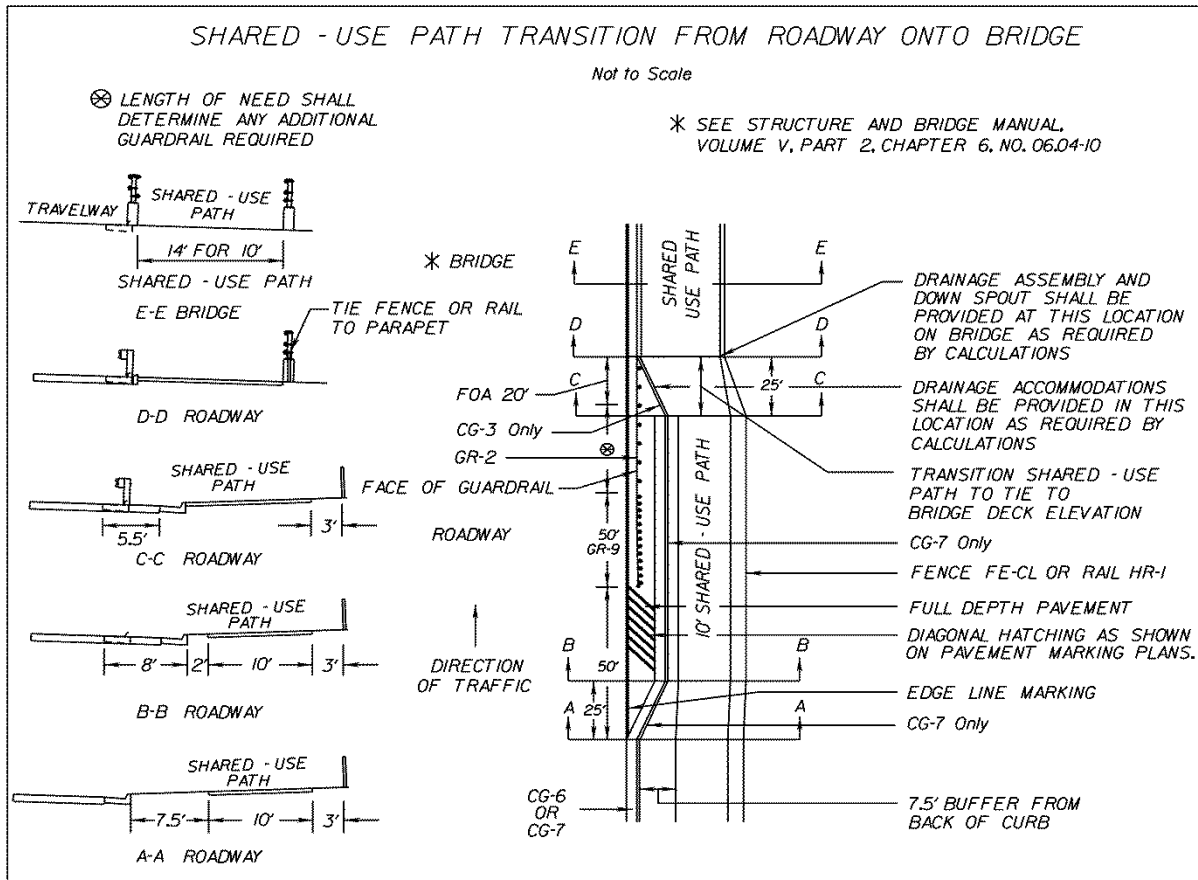 SHARED - USE PATH TRANSITION FROM ROADWAY ONTO BRIDGE
Not to Scale
⊗ LENGTH OF NEED SHALL
DETERMINE ANY ADDITIONAL
GUARDRAIL REQUIRED
* SEE STRUCTURE AND BRIDGE MANUAL,
VOLUME V, PART 2, CHAPTER 6, NO. 06.04-10
TRAVELWAY
SHARED - USE
PATH
14' FOR 10'
SHARED - USE PATH
E-E BRIDGE
TIE FENCE OR RAIL
TO PARAPET
D-D ROADWAY
SHARED - USE
PATH
5.5'
3'
C-C ROADWAY
SHARED - USE
PATH
8'
2'
10'
3'
B-B ROADWAY
SHARED - USE
PATH
7.5'
10'
3'
A-A ROADWAY
* BRIDGE
E
E
SHARED
USE PATH
D
D
C
C
25'
FOA 20'
CG-3 Only
⊗
GR-2
FACE OF GUARDRAIL
ROADWAY
50'
GR-9
10' SHARED - USE PATH
50'
DIRECTION
OF TRAFFIC
B
B
25'
A
A
CG-6
OR
CG-7
DRAINAGE ASSEMBLY AND
DOWN SPOUT SHALL BE
PROVIDED AT THIS LOCATION
ON BRIDGE AS REQUIRED
BY CALCULATIONS
DRAINAGE ACCOMMODATIONS
SHALL BE PROVIDED IN THIS
LOCATION AS REQUIRED BY
CALCULATIONS
TRANSITION SHARED - USE
PATH TO TIE TO
BRIDGE DECK ELEVATION
CG-7 Only
FENCE FE-CL OR RAIL HR-1
FULL DEPTH PAVEMENT
DIAGONAL HATCHING AS SHOWN
ON PAVEMENT MARKING PLANS.
EDGE LINE MARKING
CG-7 Only
7.5' BUFFER FROM
BACK OF CURB